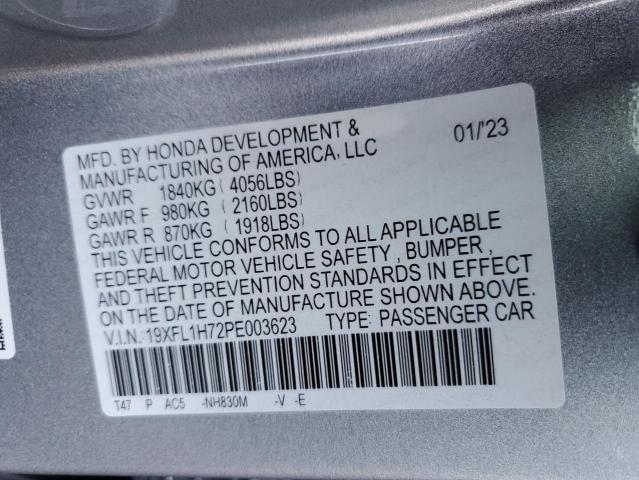 MFD. BY HONDA DEVELOPMENT & 01/'23
MANUFACTURING OF AMERICA, LLC
GVWR 1840KG ( 4056LBS)
GAWR F 980KG ( 2160LBS)
GAWR R 870KG ( 1918LBS)
THIS VEHICLE CONFORMS TO ALL APPLICABLE
FEDERAL MOTOR VEHICLE SAFETY , BUMPER ,
AND THEFT PREVENTION STANDARDS IN EFFECT
ON THE DATE OF MANUFACTURE SHOWN ABOVE.
V.I.N.:19XFL1H72PE003623 TYPE: PASSENGER CAR
T47 P AC5 -NH830M -V -E